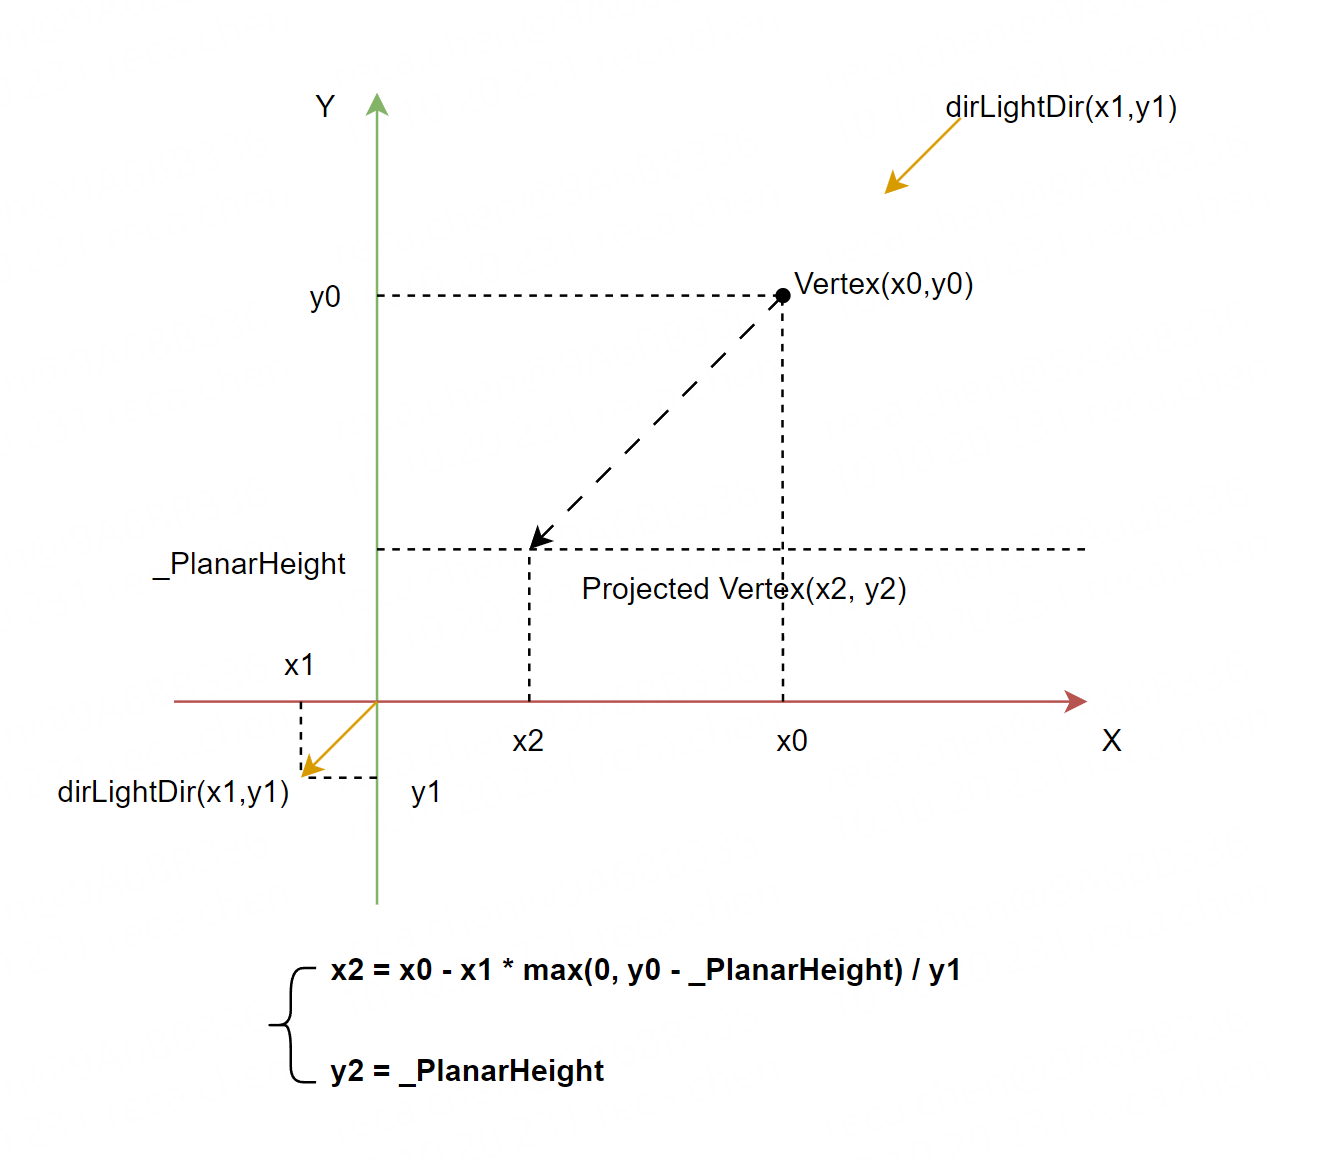 Y
dirLightDir(x1,y1)
Vertex(x0,y0)
y0
_PlanarHeight
Projected Vertex(x2, y2)
x1
x2
x0
X
dirLightDir(x1,y1)
y1
x2 = x0 - x1 * max(0, y0 - _PlanarHeight) / y1
y2 = _PlanarHeight